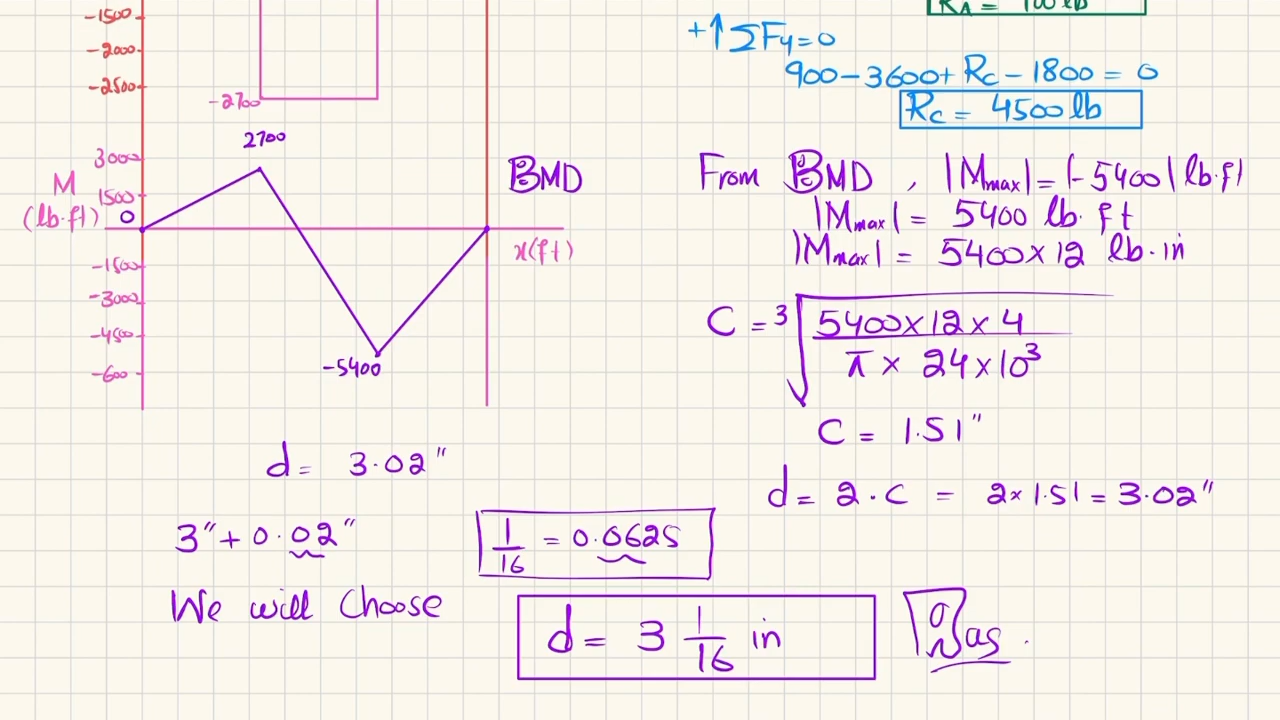 -1500
-2000
-2500
-2700
2700
3000
M
1500
(lb·ft)
0
-1500
-3000
-4500
-600
-5400
x(ft)
BMD
+↑ΣFy=0
900-3600+Rc-1800=0
Rc = 4500lb
From BMD, |Mmax|=|-5400| lb·ft
|Mmax| = 5400 lb·ft
|Mmax| = 5400×12 lb·in
C = ³√ 5400×12×4
π × 24×10³
C = 1.51"
d = 2·C = 2×1.51 = 3.02"
d = 3.02"
3"+0.02"
1/16 = 0.0625
We will Choose
d = 3 1/16 in